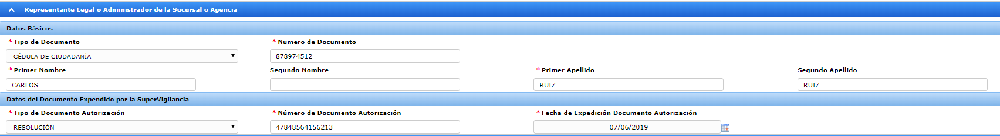 Representante Legal o Administrador de la Sucursal o Agencia
Datos Básicos
* Tipo de Documento * Numero de Documento
CÉDULA DE CIUDADANÍA 878974512
* Primer Nombre Segundo Nombre * Primer Apellido Segundo Apellido
CARLOS RUIZ RUIZ
Datos del Documento Expendido por la SuperVigilancia
* Tipo de Documento Autorización * Número de Documento Autorización * Fecha de Expedición Documento Autorización
RESOLUCIÓN 47848564156213 07/06/2019